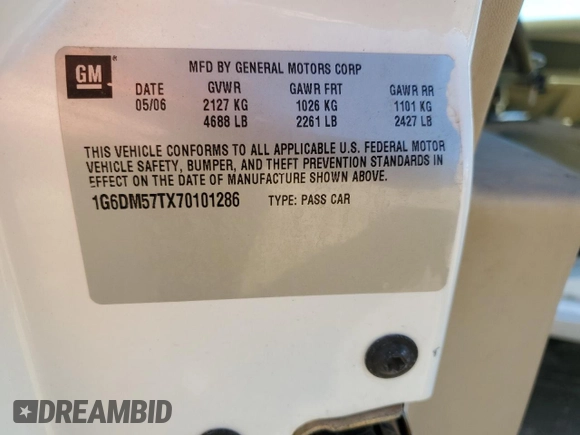 GM
MFD BY GENERAL MOTORS CORP
DATE GVWR GAWR FRT GAWR RR
05/06 2127 KG 1026 KG 1101 KG
4688 LB 2261 LB 2427 LB
THIS VEHICLE CONFORMS TO ALL APPLICABLE U.S. FEDERAL MOTOR
VEHICLE SAFETY, BUMPER, AND THEFT PREVENTION STANDARDS IN
EFFECT ON THE DATE OF MANUFACTURE SHOWN ABOVE.
1G6DM57TX70101286 TYPE: PASS CAR
DREAMBID